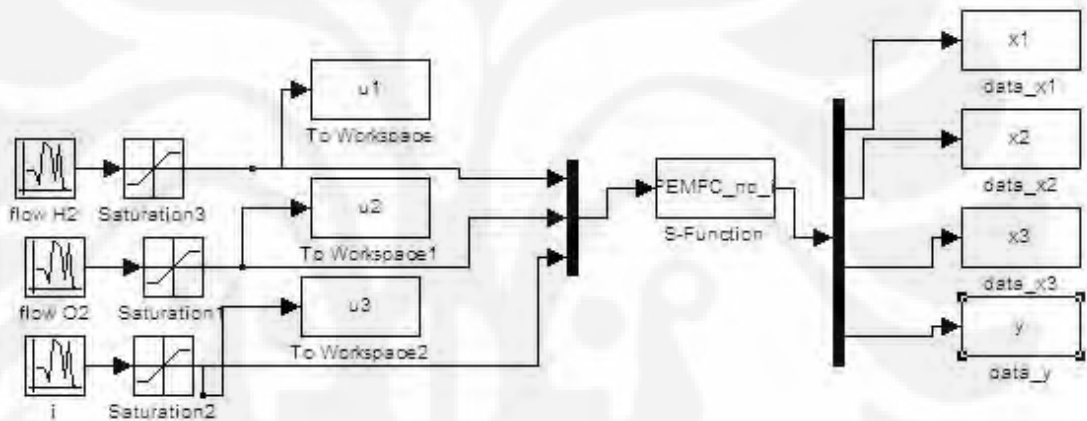 x1
data_x1
u1
To Workspace
x2
data_x2
flow H2
Saturation3
u2
To Workspace1
S-Function
x3
data_x3
flow O2
Saturation1
u3
To Workspace2
y
data_y
i
Saturation2